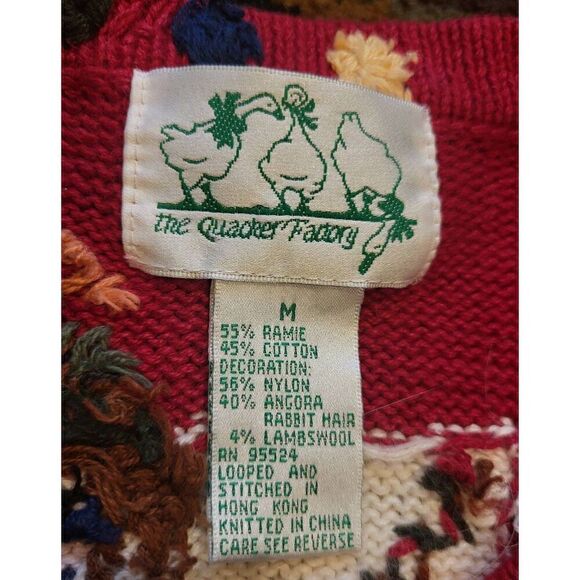 the Quacker Factory
M
55% RAMIE
45% COTTON
DECORATION:
56% NYLON
40% ANGORA
RABBIT HAIR
4% LAMBSWOOL
RN 95524
LOOPED AND
STITCHED IN
HONG KONG
KNITTED IN CHINA
CARE SEE REVERSE